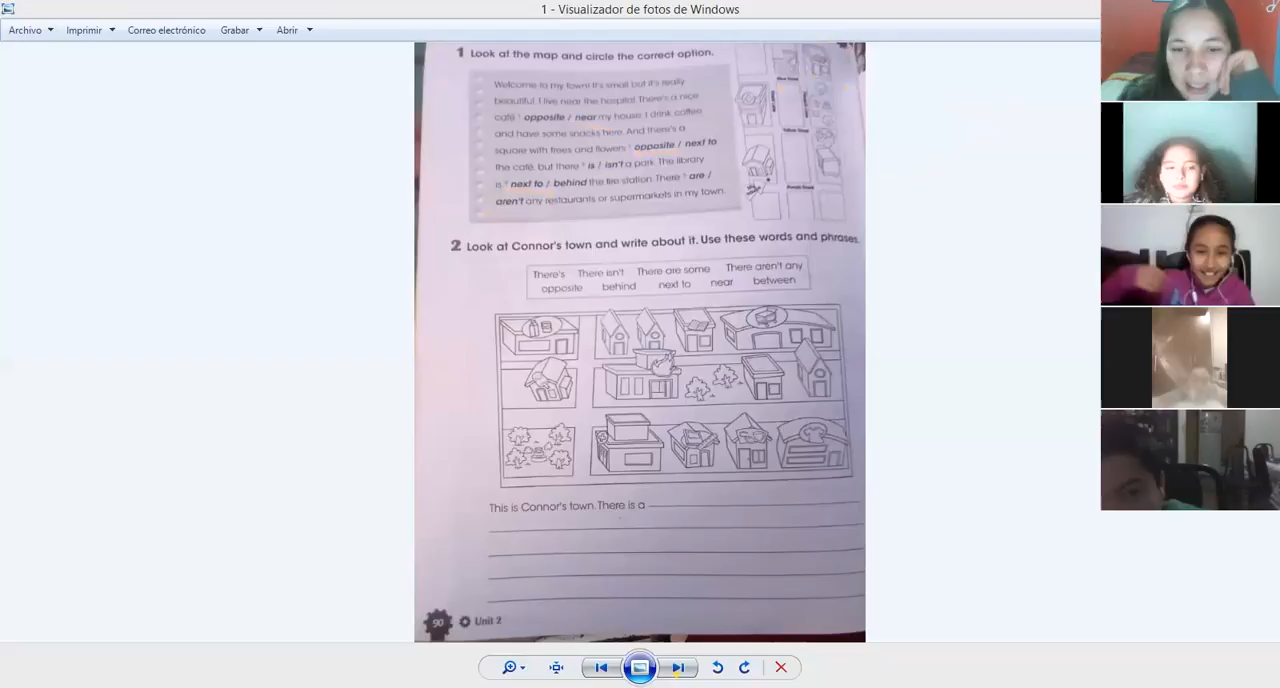 1 - Visualizador de fotos de Windows
Archivo Imprimir Correo electrónico Grabar Abrir
1 Look at the map and circle the correct option.
Welcome to my town! It's small but it's really
beautiful. I live near the hospital. There's a nice
café opposite / near my house. I drink coffee
and have some snacks here. And there's a
square with trees and flowers opposite / next to
the café, but there is / isn't a park. The library
is next to / behind the fire station. There are /
aren't any restaurants or supermarkets in my town.
2 Look at Connor's town and write about it. Use these words and phrases.
There's There isn't There are some There aren't any
opposite behind next to near between
This is Connor's town. There is a
90 Unit 2